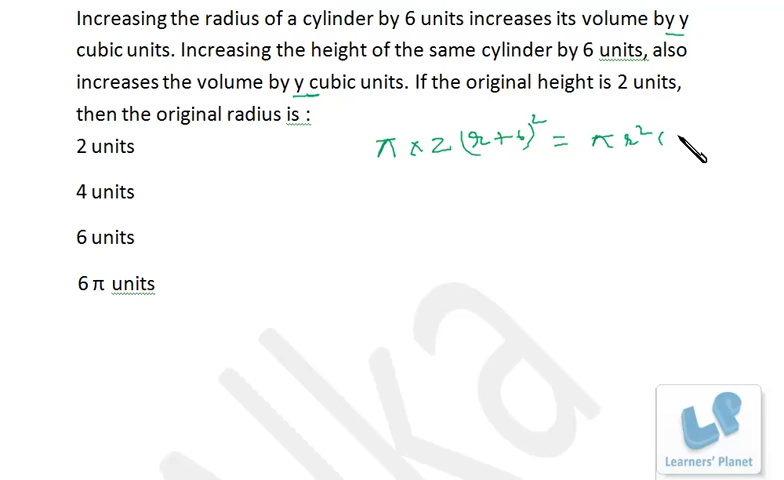 Increasing the radius of a cylinder by 6 units increases its volume by y
cubic units. Increasing the height of the same cylinder by 6 units, also
increases the volume by y cubic units. If the original height is 2 units,
then the original radius is :
π × 2 (r+6)² = π r² (
2 units
4 units
6 units
6 π units
Alka
LP
Learners' Planet